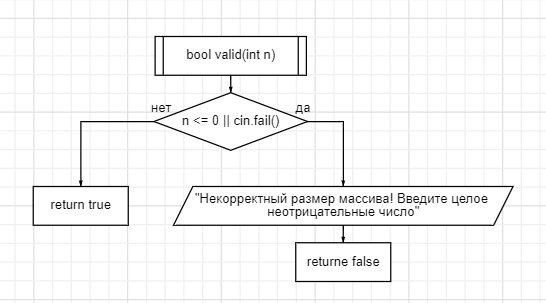 bool valid(int n)
нет
да
n <= 0 || cin.fail()
return true
"Некорректный размер массива! Введите целое
неотрицательные число"
returne false